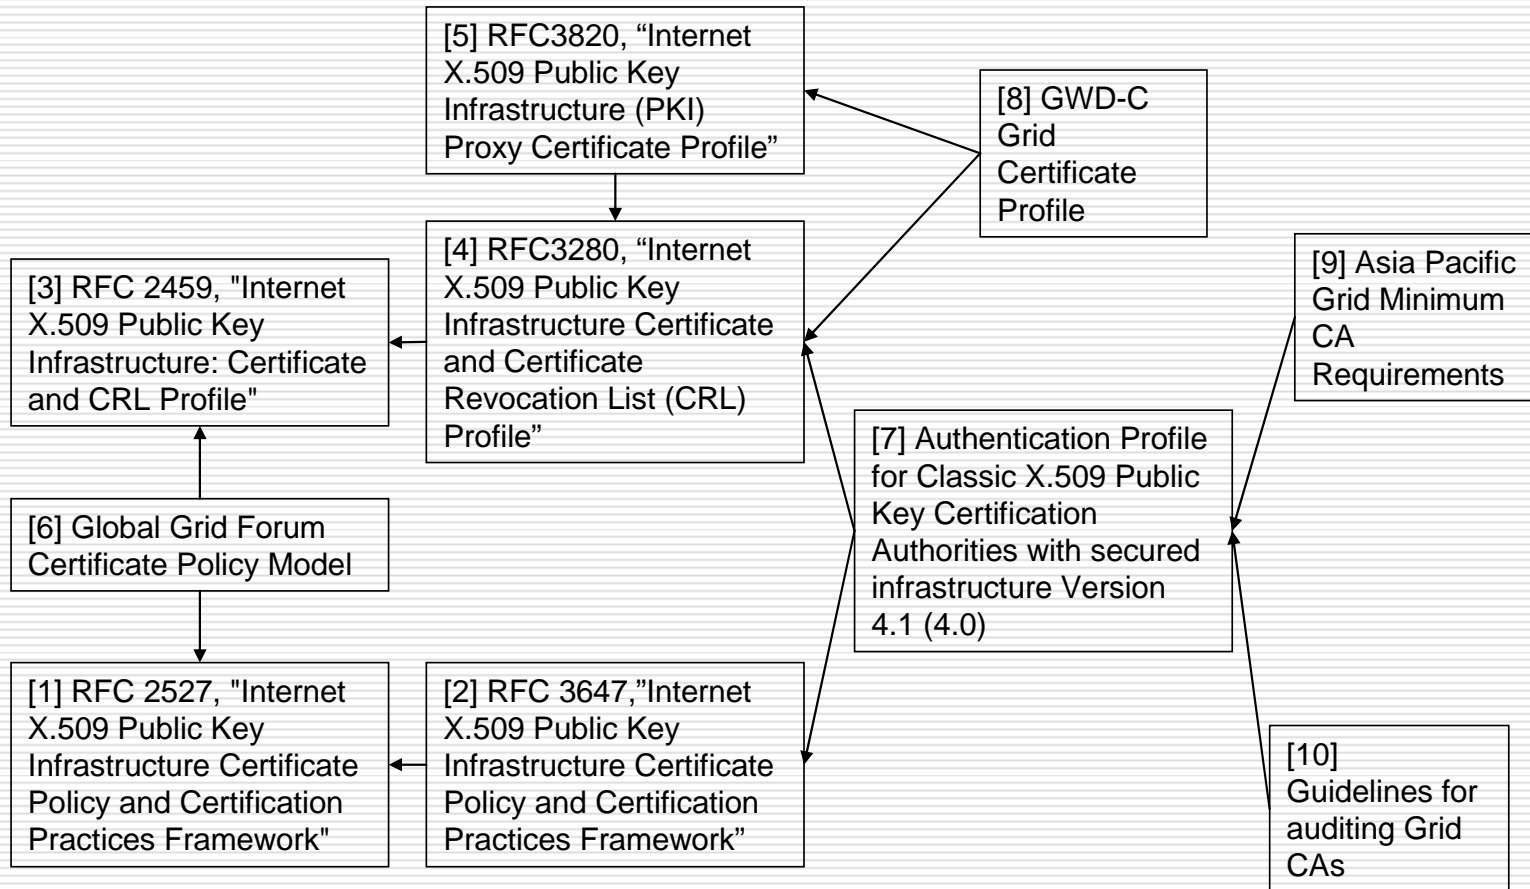 [5] RFC3820, “Internet
X.509 Public Key
Infrastructure (PKI)
Proxy Certificate Profile”
[8] GWD-C
Grid
Certificate
Profile
[4] RFC3280, “Internet
X.509 Public Key
Infrastructure Certificate
and Certificate
Revocation List (CRL)
Profile”
[3] RFC 2459, "Internet
X.509 Public Key
Infrastructure: Certificate
and CRL Profile"
[9] Asia Pacific
Grid Minimum
CA
Requirements
[7] Authentication Profile
for Classic X.509 Public
Key Certification
Authorities with secured
infrastructure Version
4.1 (4.0)
[6] Global Grid Forum
Certificate Policy Model
[1] RFC 2527, "Internet
X.509 Public Key
Infrastructure Certificate
Policy and Certification
Practices Framework"
[2] RFC 3647,”Internet
X.509 Public Key
Infrastructure Certificate
Policy and Certification
Practices Framework”
[10]
Guidelines for
auditing Grid
CAs